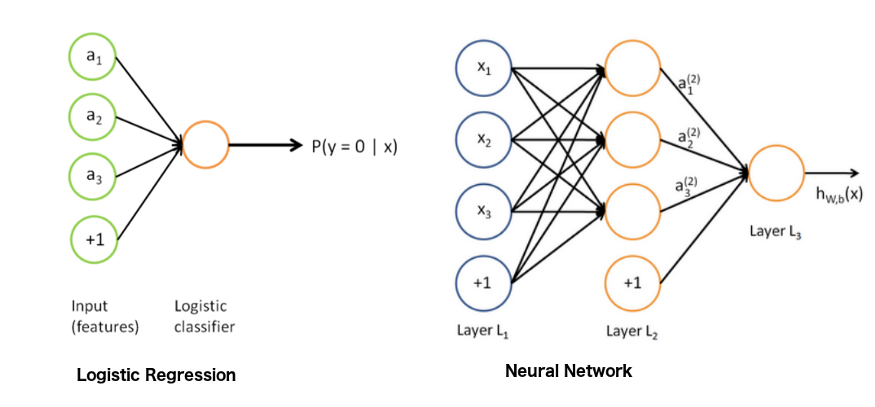 a₁
a₂
a₃
+1
P(y = 0 | x)
Input
(features)
Logistic
classifier
Logistic Regression
x₁
x₂
x₃
+1
+1
a₁⁽²⁾
a₂⁽²⁾
a₃⁽²⁾
h_W,b(x)
Layer L₁
Layer L₂
Layer L₃
Neural Network